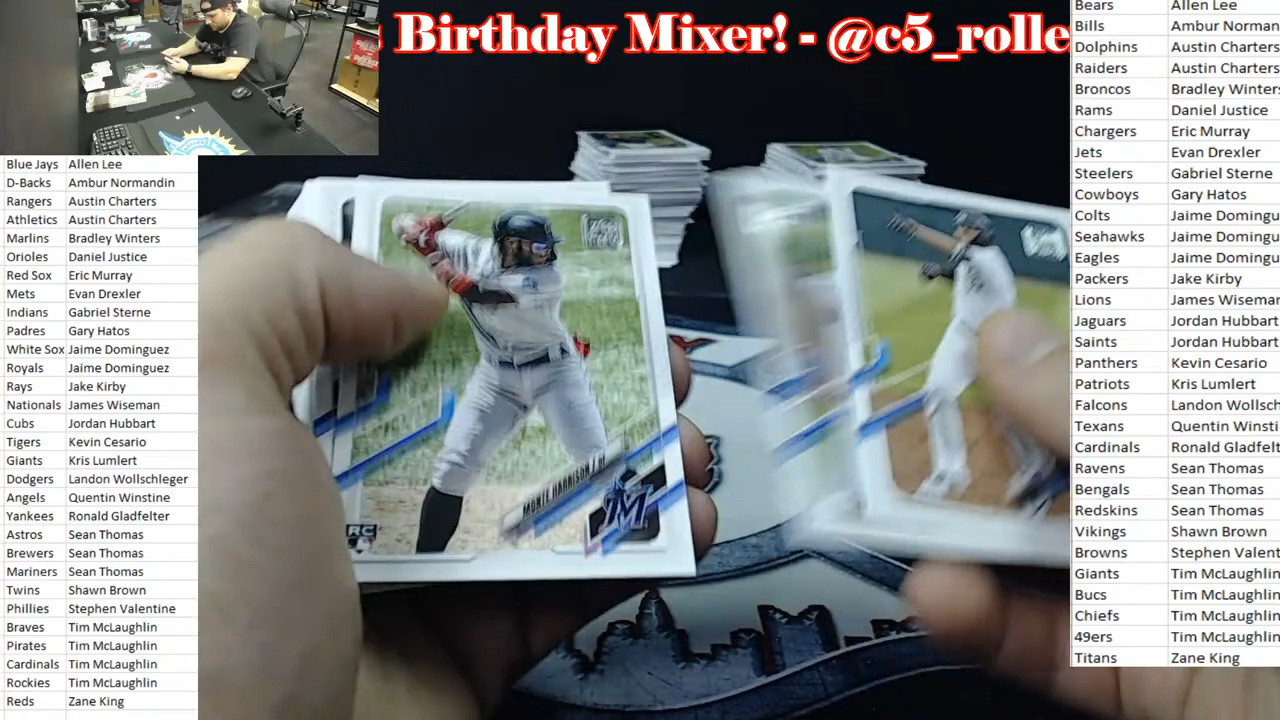 s Birthday Mixer! - @c5_rolle
Blue Jays Allen Lee
D-Backs Ambur Normandin
Rangers Austin Charters
Athletics Austin Charters
Marlins Bradley Winters
Orioles Daniel Justice
Red Sox Eric Murray
Mets Evan Drexler
Indians Gabriel Sterne
Padres Gary Hatos
White Sox Jaime Dominguez
Royals Jaime Dominguez
Rays Jake Kirby
Nationals James Wiseman
Cubs Jordan Hubbart
Tigers Kevin Cesario
Giants Kris Lumlert
Dodgers Landon Wollschleger
Angels Quentin Winstine
Yankees Ronald Gladfelter
Astros Sean Thomas
Brewers Sean Thomas
Mariners Sean Thomas
Twins Shawn Brown
Phillies Stephen Valentine
Braves Tim McLaughlin
Pirates Tim McLaughlin
Cardinals Tim McLaughlin
Rockies Tim McLaughlin
Reds Zane King
MONTE HARRISON / OF
M
RC
Bears Allen Lee
Bills Ambur Norman
Dolphins Austin Charters
Raiders Austin Charters
Broncos Bradley Winters
Rams Daniel Justice
Chargers Eric Murray
Jets Evan Drexler
Steelers Gabriel Sterne
Cowboys Gary Hatos
Colts Jaime Domingu
Seahawks Jaime Domingu
Eagles Jaime Domingu
Packers Jake Kirby
Lions James Wiseman
Jaguars Jordan Hubbart
Saints Jordan Hubbart
Panthers Kevin Cesario
Patriots Kris Lumlert
Falcons Landon Wollsch
Texans Quentin Winsti
Cardinals Ronald Gladfelt
Ravens Sean Thomas
Bengals Sean Thomas
Redskins Sean Thomas
Vikings Shawn Brown
Browns Stephen Valent
Giants Tim McLaughlin
Bucs Tim McLaughlin
Chiefs Tim McLaughlin
49ers Tim McLaughlin
Titans Zane King